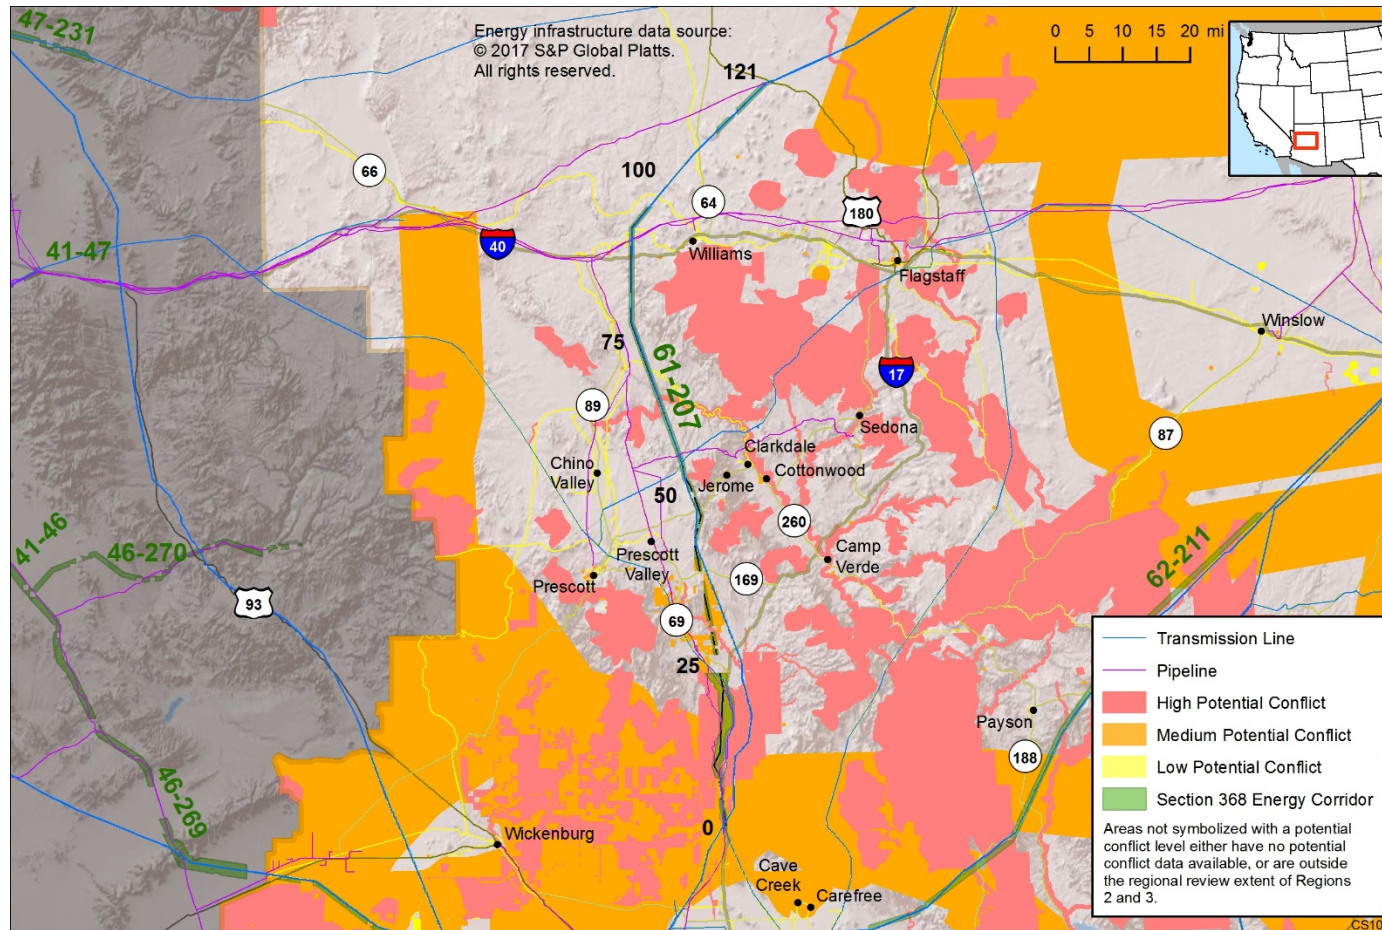 47-231
Energy infrastructure data source:
© 2017 S&P Global Platts.
All rights reserved.
0 5 10 20 mi
121
66
100
64
180
40
Williams
41-47
Flagstaff
Winslow
75
61-207
17
89
Sedona
87
Clarkdale
Chino
Valley
Cottonwood
Jerome
50
260
41-46
46-270
Prescott
Valley
Camp
Verde
62-211
Prescott
169
93
69
25
Payson
188
46-269
Wickenburg
0
Cave
Creek
Carefree
Transmission Line
Pipeline
High Potential Conflict
Medium Potential Conflict
Low Potential Conflict
Section 368 Energy Corridor
Areas not symbolized with a potential
conflict level either have no potential
conflict data available, or are outside
the regional review extent of Regions
2 and 3.
CS10